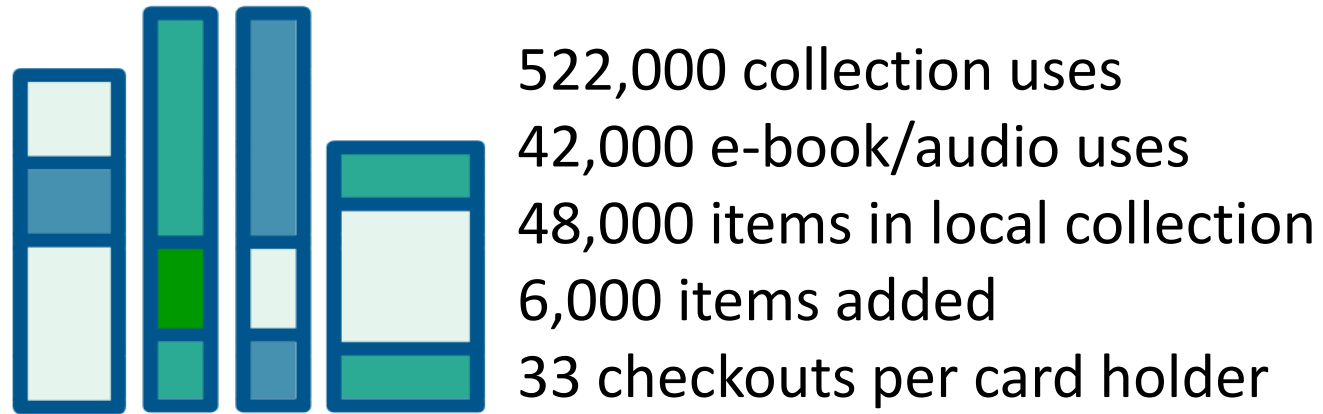 522,000 collection uses
42,000 e-book/audio uses
48,000 items in local collection
6,000 items added
33 checkouts per card holder